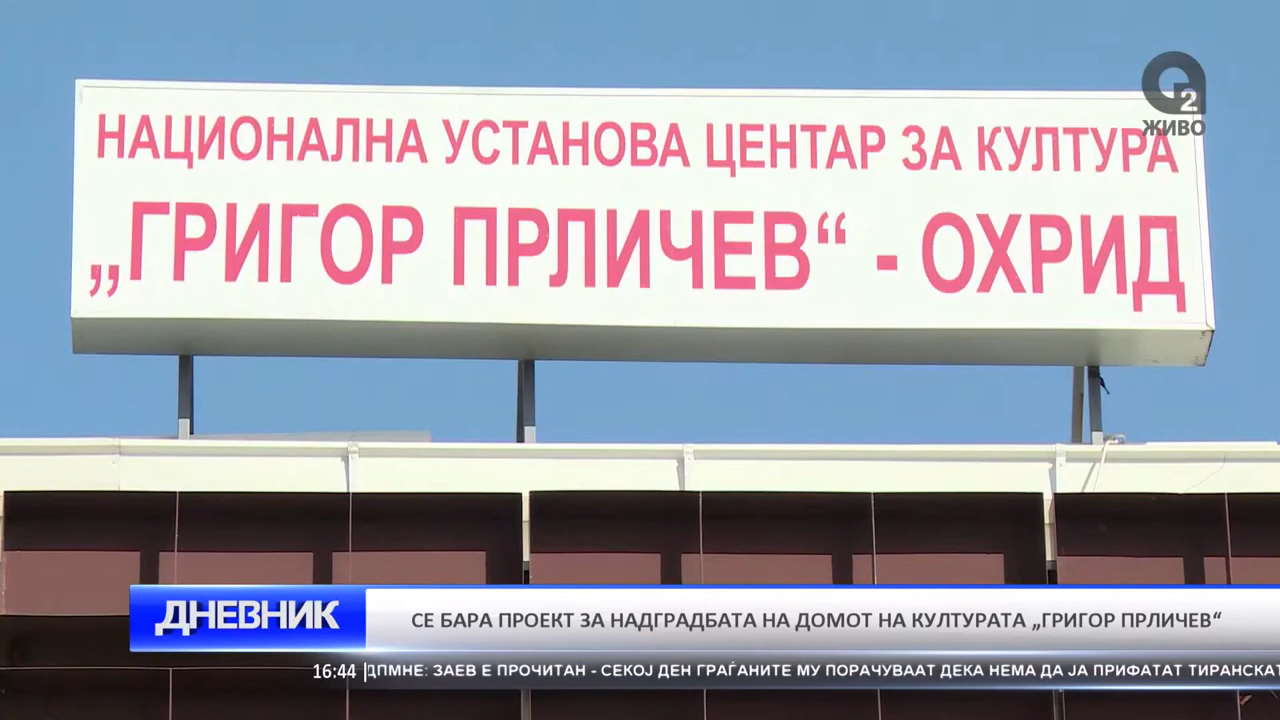 2
ЖИВО
НАЦИОНАЛНА УСТАНОВА ЦЕНТАР ЗА КУЛТУРА
„ГРИГОР ПРЛИЧЕВ“ - ОХРИД
ДНЕВНИК
СЕ БАРА ПРОЕКТ ЗА НАДГРАДБАТА НА ДОМОТ НА КУЛТУРАТА „ГРИГОР ПРЛИЧЕВ“
16:44
ДПМНЕ: ЗАЕВ Е ПРОЧИТАН - СЕКОЈ ДЕН ГРАЃАНИТЕ МУ ПОРАЧУВААТ ДЕКА НЕМА ДА ЈА ПРИФАТАТ ТИРАНСКАТ